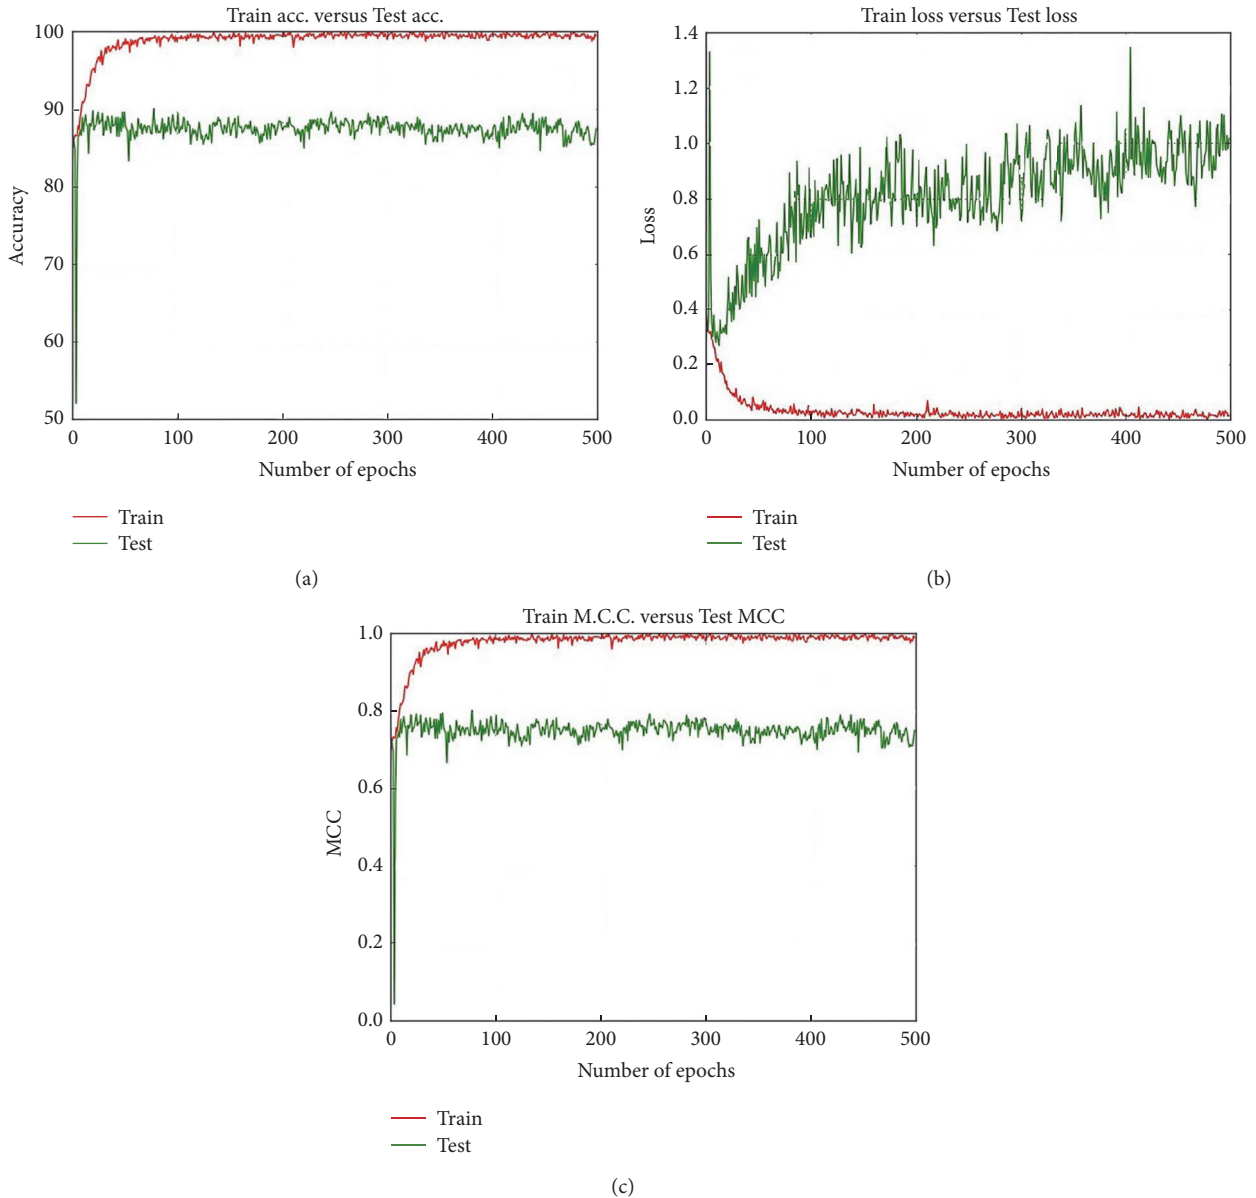 Train acc. versus Test acc.
100
90
80
70
60
50
Accuracy
0 100 200 300 400 500
Number of epochs
Train
Test
(a)
Train loss versus Test loss
1.4
1.2
1.0
0.8
0.6
0.4
0.2
0.0
Loss
0 100 200 300 400 500
Number of epochs
Train
Test
(b)
Train M.C.C. versus Test MCC
1.0
0.8
0.6
0.4
0.2
0.0
MCC
0 100 200 300 400 500
Number of epochs
Train
Test
(c)